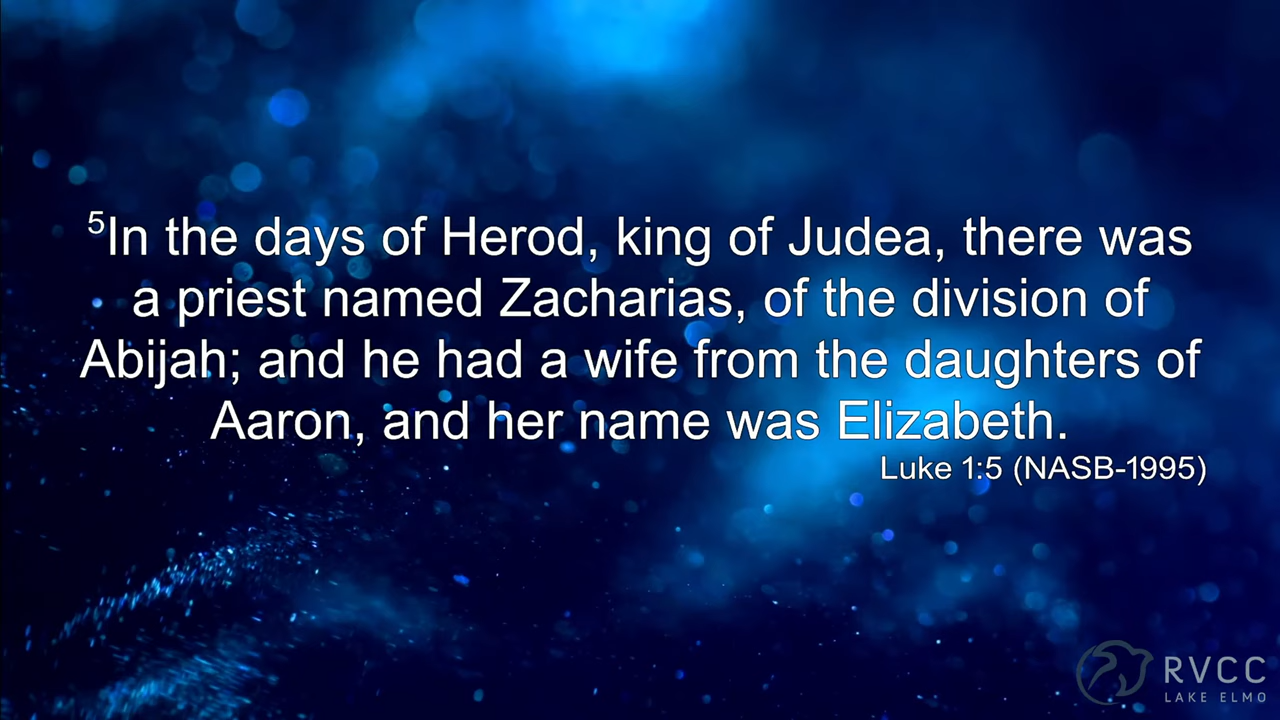 ⁵In the days of Herod, king of Judea, there was
a priest named Zacharias, of the division of
Abijah; and he had a wife from the daughters of
Aaron, and her name was Elizabeth.
Luke 1:5 (NASB-1995)
RVCC
LAKE ELMO